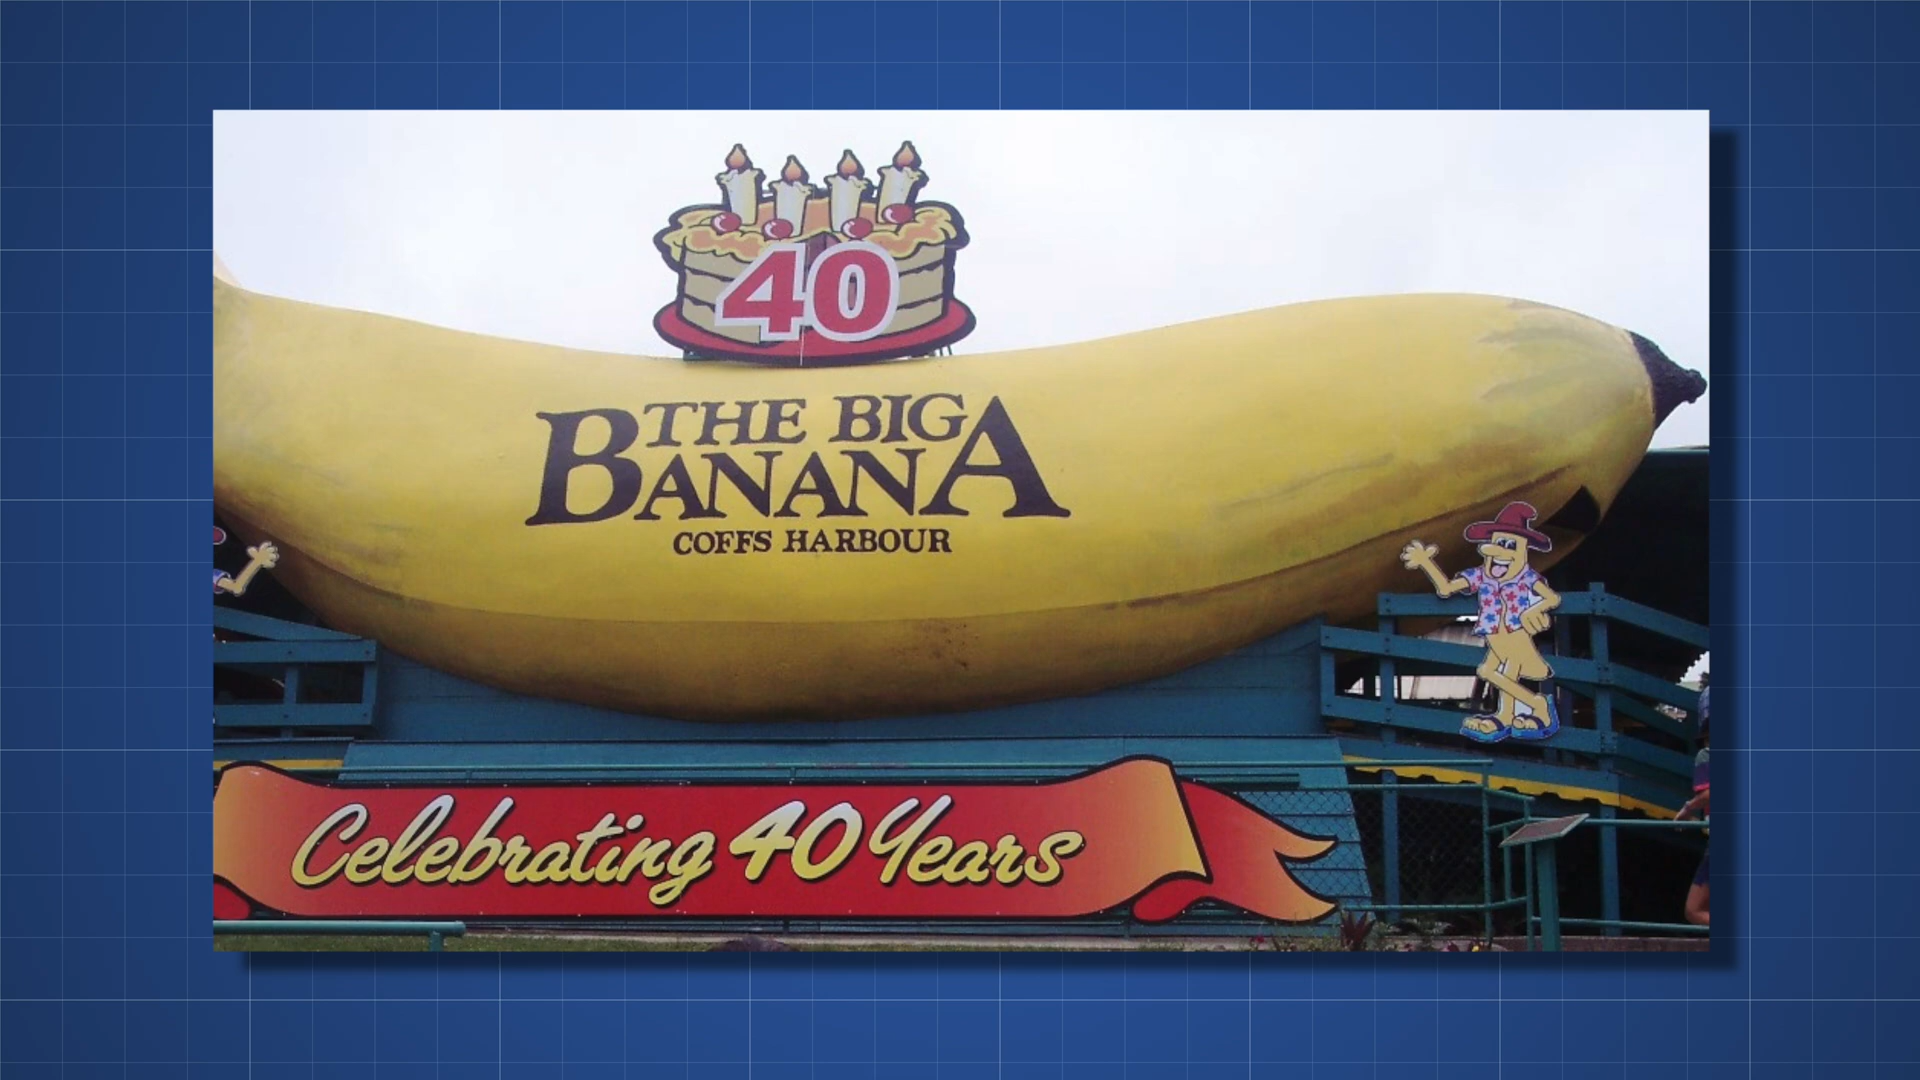 40
THE BIG
BANANA
COFFS HARBOUR
Celebrating 40 Years